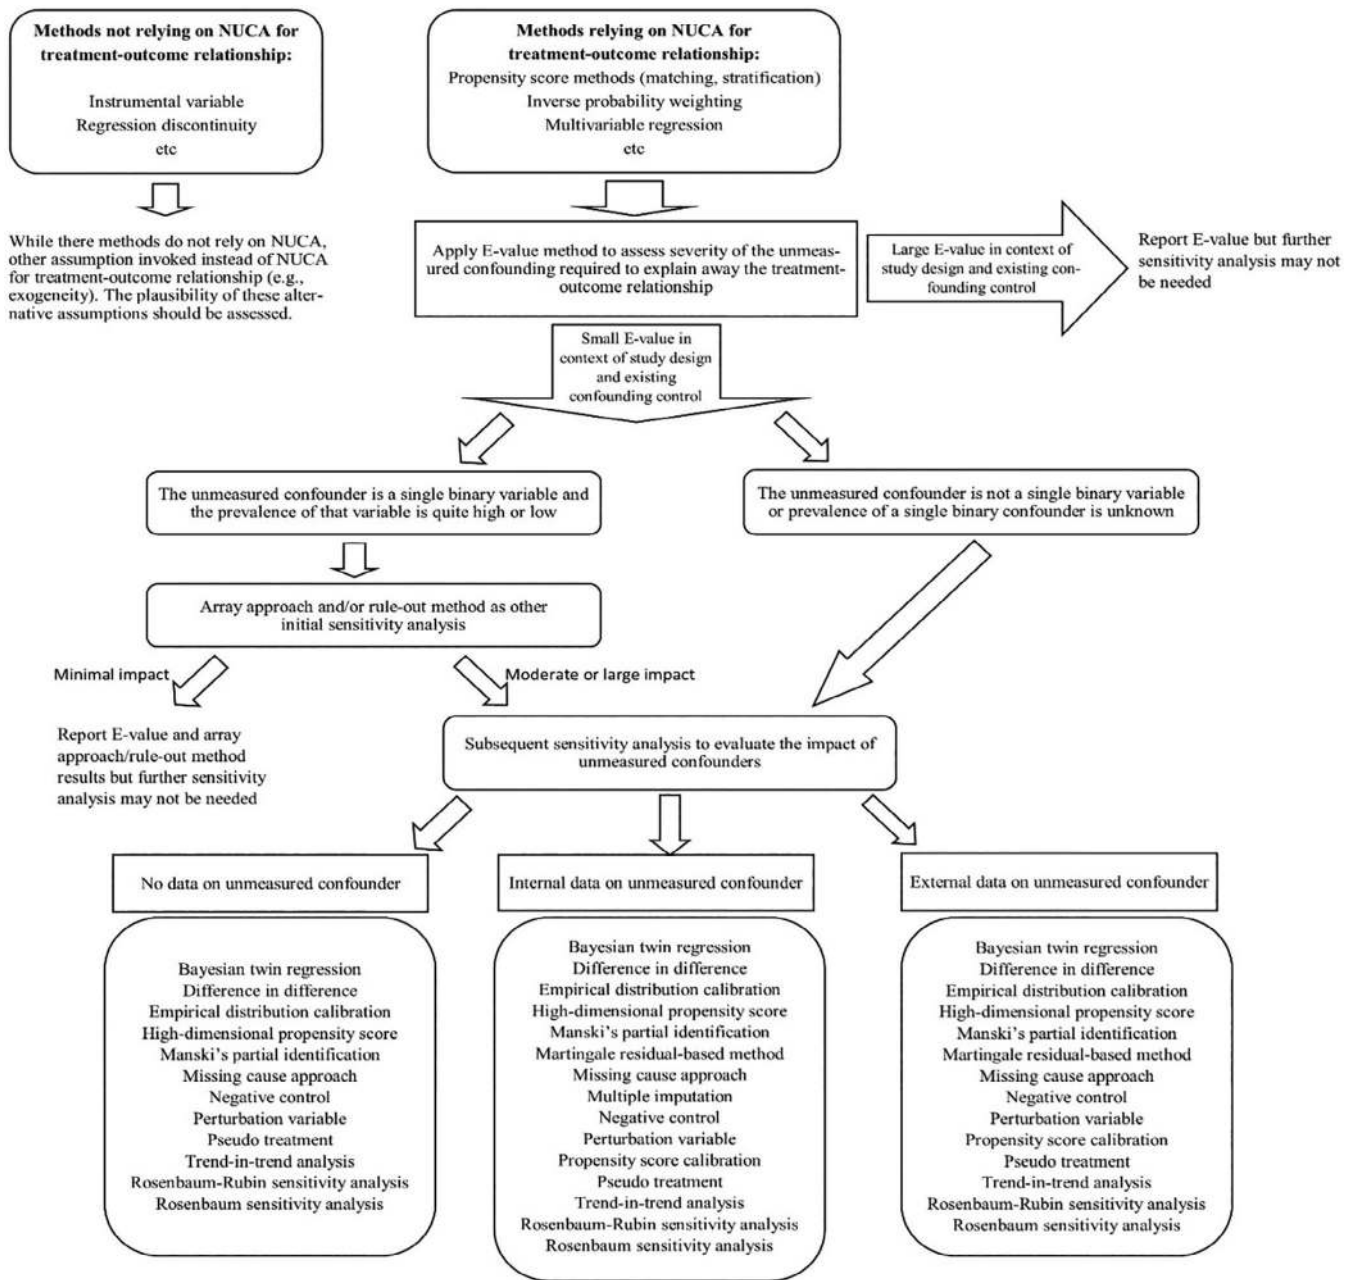 Methods not relying on NUCA for
treatment-outcome relationship:
Instrumental variable
Regression discontinuity
etc
Methods relying on NUCA for
treatment-outcome relationship:
Propensity score methods (matching, stratification)
Inverse probability weighting
Multivariable regression
etc
While there methods do not rely on NUCA,
other assumption invoked instead of NUCA
for treatment-outcome relationship (e.g.,
exogeneity). The plausibility of these alter-
native assumptions should be assessed.
Apply E-value method to assess severity of the unmeas-
ured confounding required to explain away the treatment-
outcome relationship
Large E-value in context of
study design and existing con-
founding control
Report E-value but further
sensitivity analysis may not
be needed
Small E-value in
context of study design
and existing
confounding control
The unmeasured confounder is a single binary variable and
the prevalence of that variable is quite high or low
The unmeasured confounder is not a single binary variable
or prevalence of a single binary confounder is unknown
Array approach and/or rule-out method as other
initial sensitivity analysis
Minimal impact
Moderate or large impact
Report E-value and array
approach/rule-out method
results but further sensitivity
analysis may not be needed
Subsequent sensitivity analysis to evaluate the impact of
unmeasured confounders
No data on unmeasured confounder
Bayesian twin regression
Difference in difference
Empirical distribution calibration
High-dimensional propensity score
Manski's partial identification
Missing cause approach
Negative control
Perturbation variable
Pseudo treatment
Trend-in-trend analysis
Rosenbaum-Rubin sensitivity analysis
Rosenbaum sensitivity analysis
Internal data on unmeasured confounder
Bayesian twin regression
Difference in difference
Empirical distribution calibration
High-dimensional propensity score
Manski's partial identification
Martingale residual-based method
Missing cause approach
Multiple imputation
Negative control
Perturbation variable
Propensity score calibration
Pseudo treatment
Trend-in-trend analysis
Rosenbaum-Rubin sensitivity analysis
Rosenbaum sensitivity analysis
External data on unmeasured confounder
Bayesian twin regression
Difference in difference
Empirical distribution calibration
High-dimensional propensity score
Manski's partial identification
Martingale residual-based method
Missing cause approach
Negative control
Perturbation variable
Propensity score calibration
Pseudo treatment
Trend-in-trend analysis
Rosenbaum-Rubin sensitivity analysis
Rosenbaum sensitivity analysis